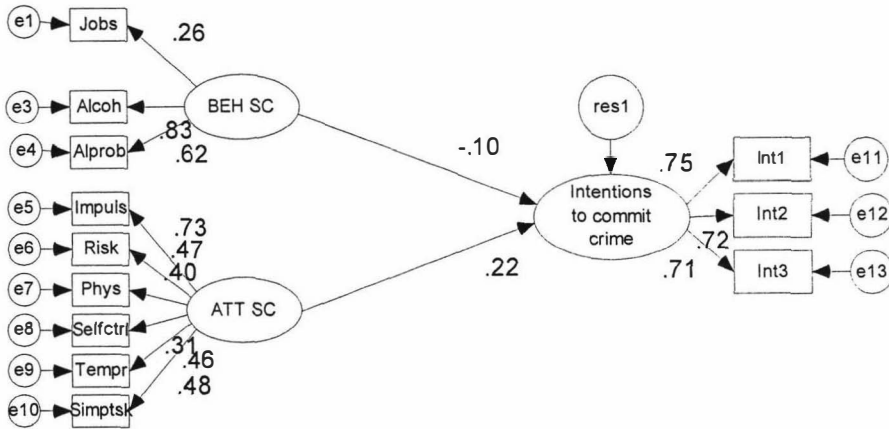 e1
Jobs
.26
e3
Alcoh
BEH SC
e4
Alprob
.83
.62
res1
-.10
.75
Int1
e11
Intentions
to commit
crime
Int2
e12
.72
.71
Int3
e13
.22
e5
Impuls
.73
e6
Risk
.47
.40
e7
Phys
ATT SC
e8
Selfctrl
.31
e9
Tempr
.46
.48
e10
Simptsk